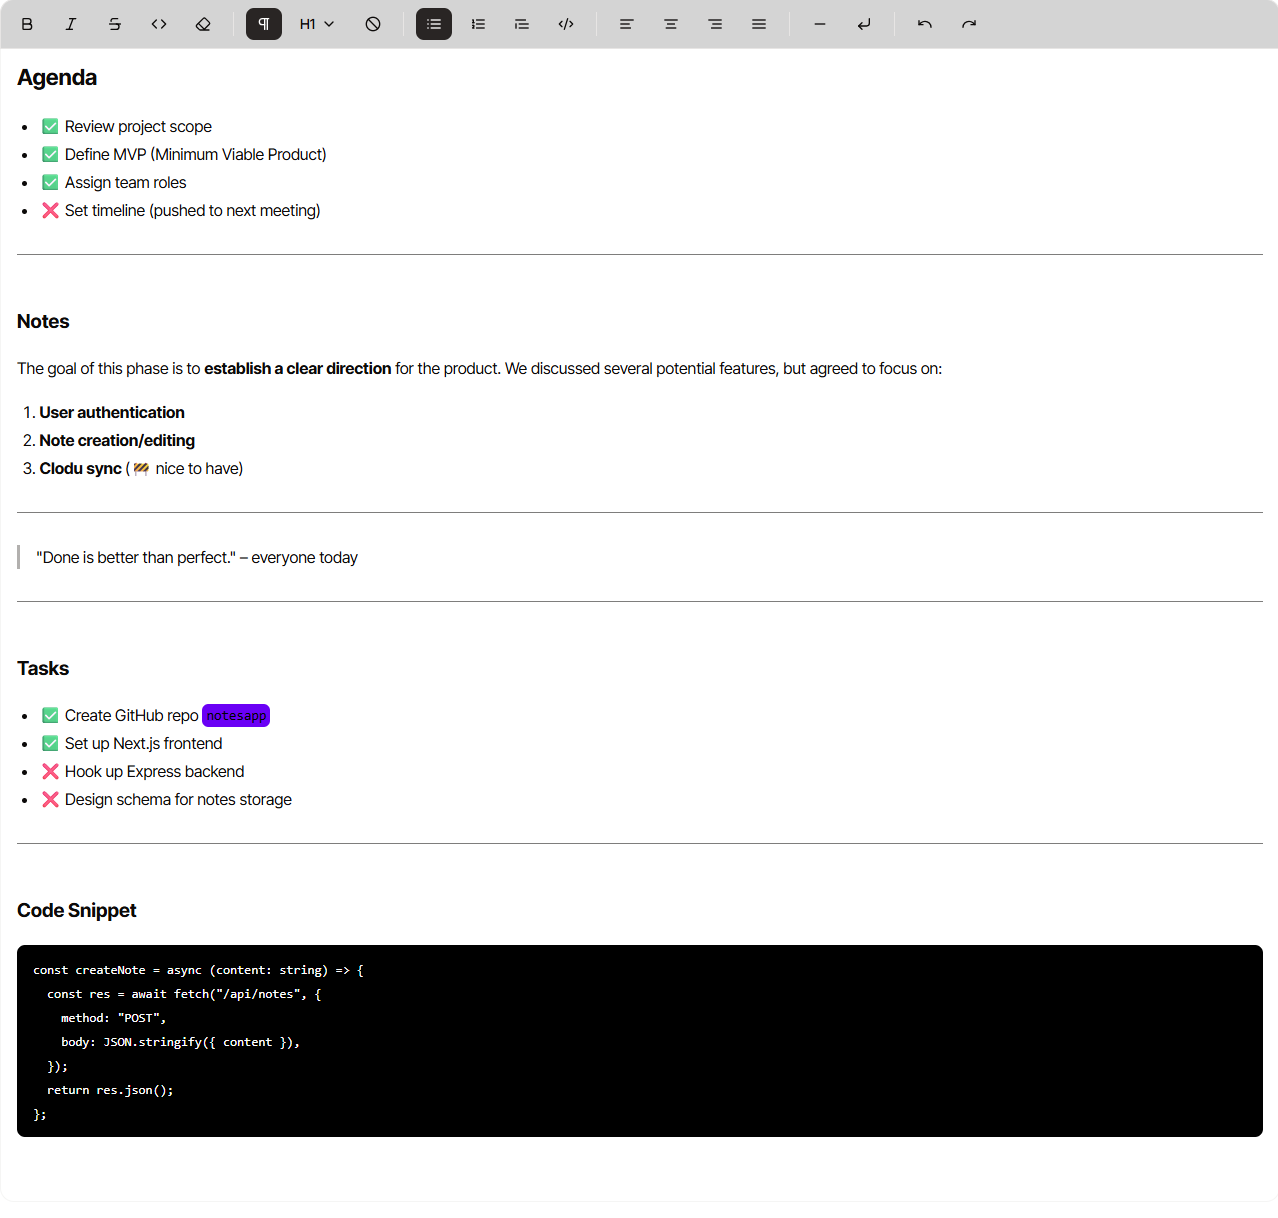 H1
Agenda
• ✅ Review project scope
• ✅ Define MVP (Minimum Viable Product)
• ✅ Assign team roles
• ❌ Set timeline (pushed to next meeting)
Notes
The goal of this phase is to establish a clear direction for the product. We discussed several potential features, but agreed to focus on:
1. User authentication
2. Note creation/editing
3. Clodu sync (🚧 nice to have)
"Done is better than perfect." – everyone today
Tasks
• ✅ Create GitHub repo notesapp
• ✅ Set up Next.js frontend
• ❌ Hook up Express backend
• ❌ Design schema for notes storage
Code Snippet
const createNote = async (content: string) => {
  const res = await fetch("/api/notes", {
    method: "POST",
    body: JSON.stringify({ content }),
  });
  return res.json();
};